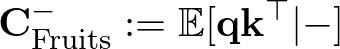 C⁻_Fruits := 𝔼[qk^⊤|−]